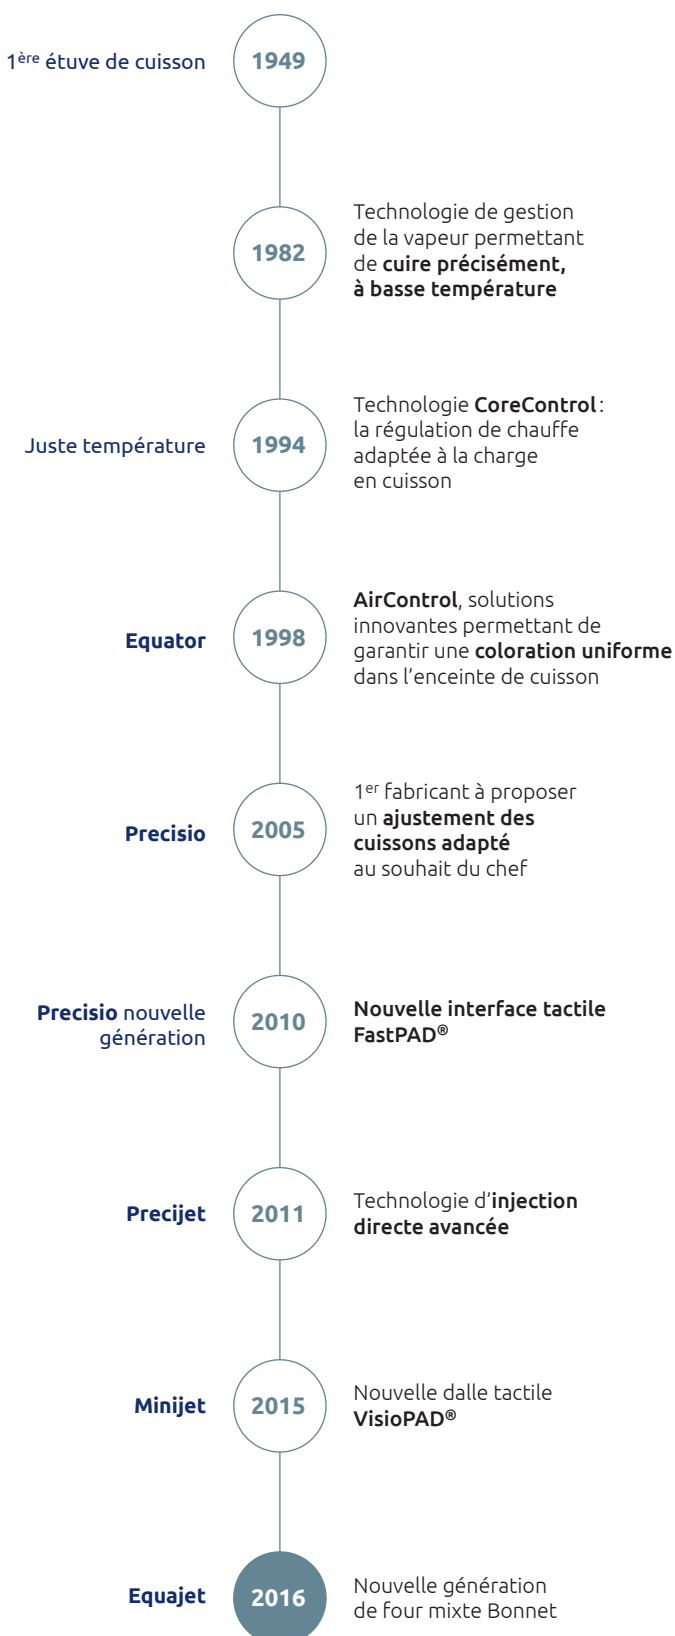 1ère étuve de cuisson
1949
1982
Technologie de gestion
de la vapeur permettant
de cuire précisément,
à basse température
Juste température
1994
Technologie CoreControl :
la régulation de chauffe
adaptée à la charge
en cuisson
Equator
1998
AirControl, solutions
innovantes permettant de
garantir une coloration uniforme
dans l'enceinte de cuisson
Precisio
2005
1er fabricant à proposer
un ajustement des
cuissons adapté
au souhait du chef
Precisio nouvelle
génération
2010
Nouvelle interface tactile
FastPAD®
Precijet
2011
Technologie d'injection
directe avancée
Minijet
2015
Nouvelle dalle tactile
VisioPAD®
Equajet
2016
Nouvelle génération
de four mixte Bonnet